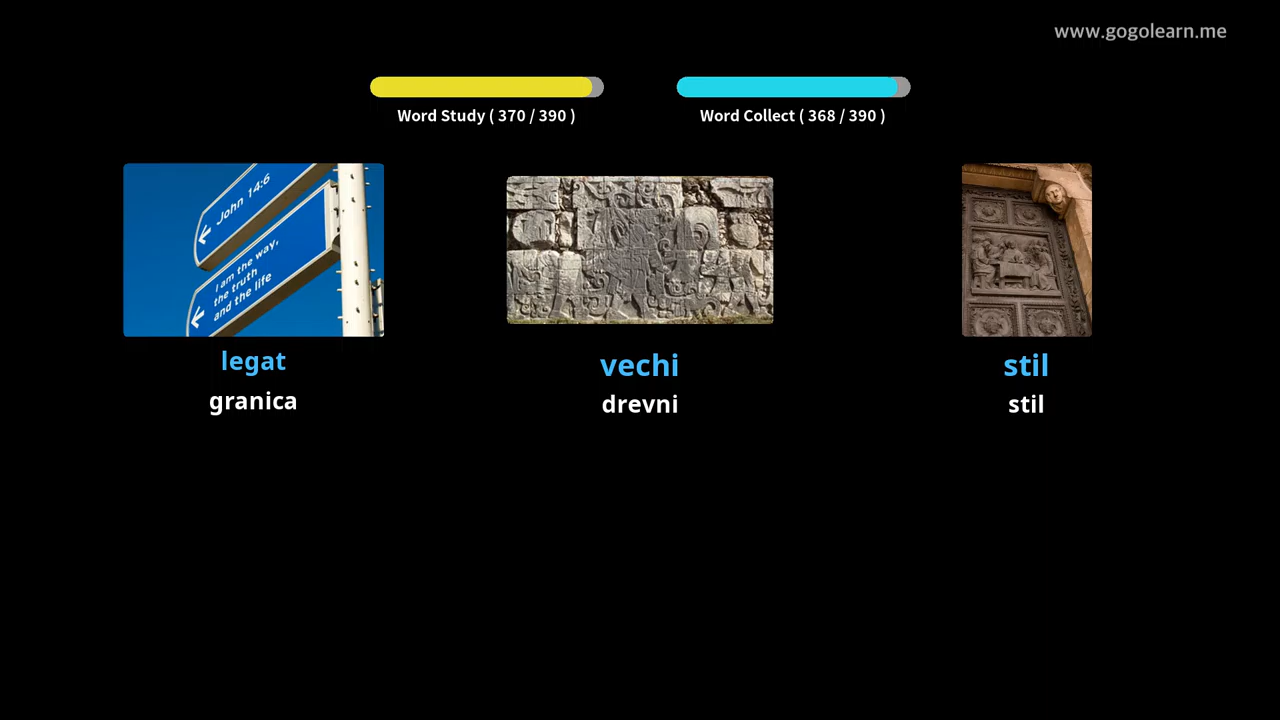 www.gogolearn.me
Word Study ( 370 / 390 )
Word Collect ( 368 / 390 )
John 14:6
I am the way,
the truth
and the life
legat
granica
vechi
drevni
stil
stil